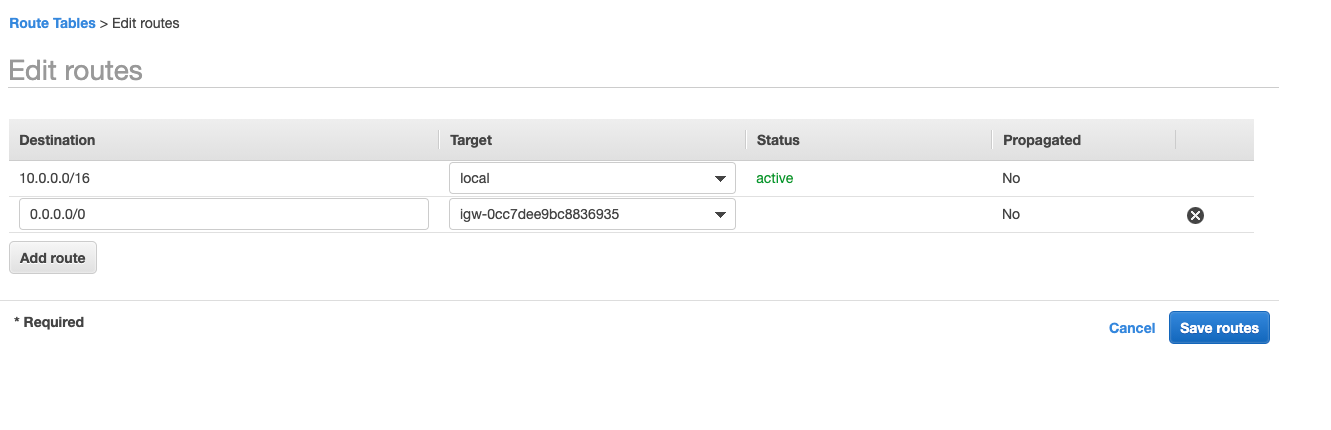 Route Tables > Edit routes
Edit routes
Destination Target Status Propagated
10.0.0.0/16 local active No
0.0.0.0/0 igw-0cc7dee9bc8836935 No
Add route
* Required
Cancel Save routes